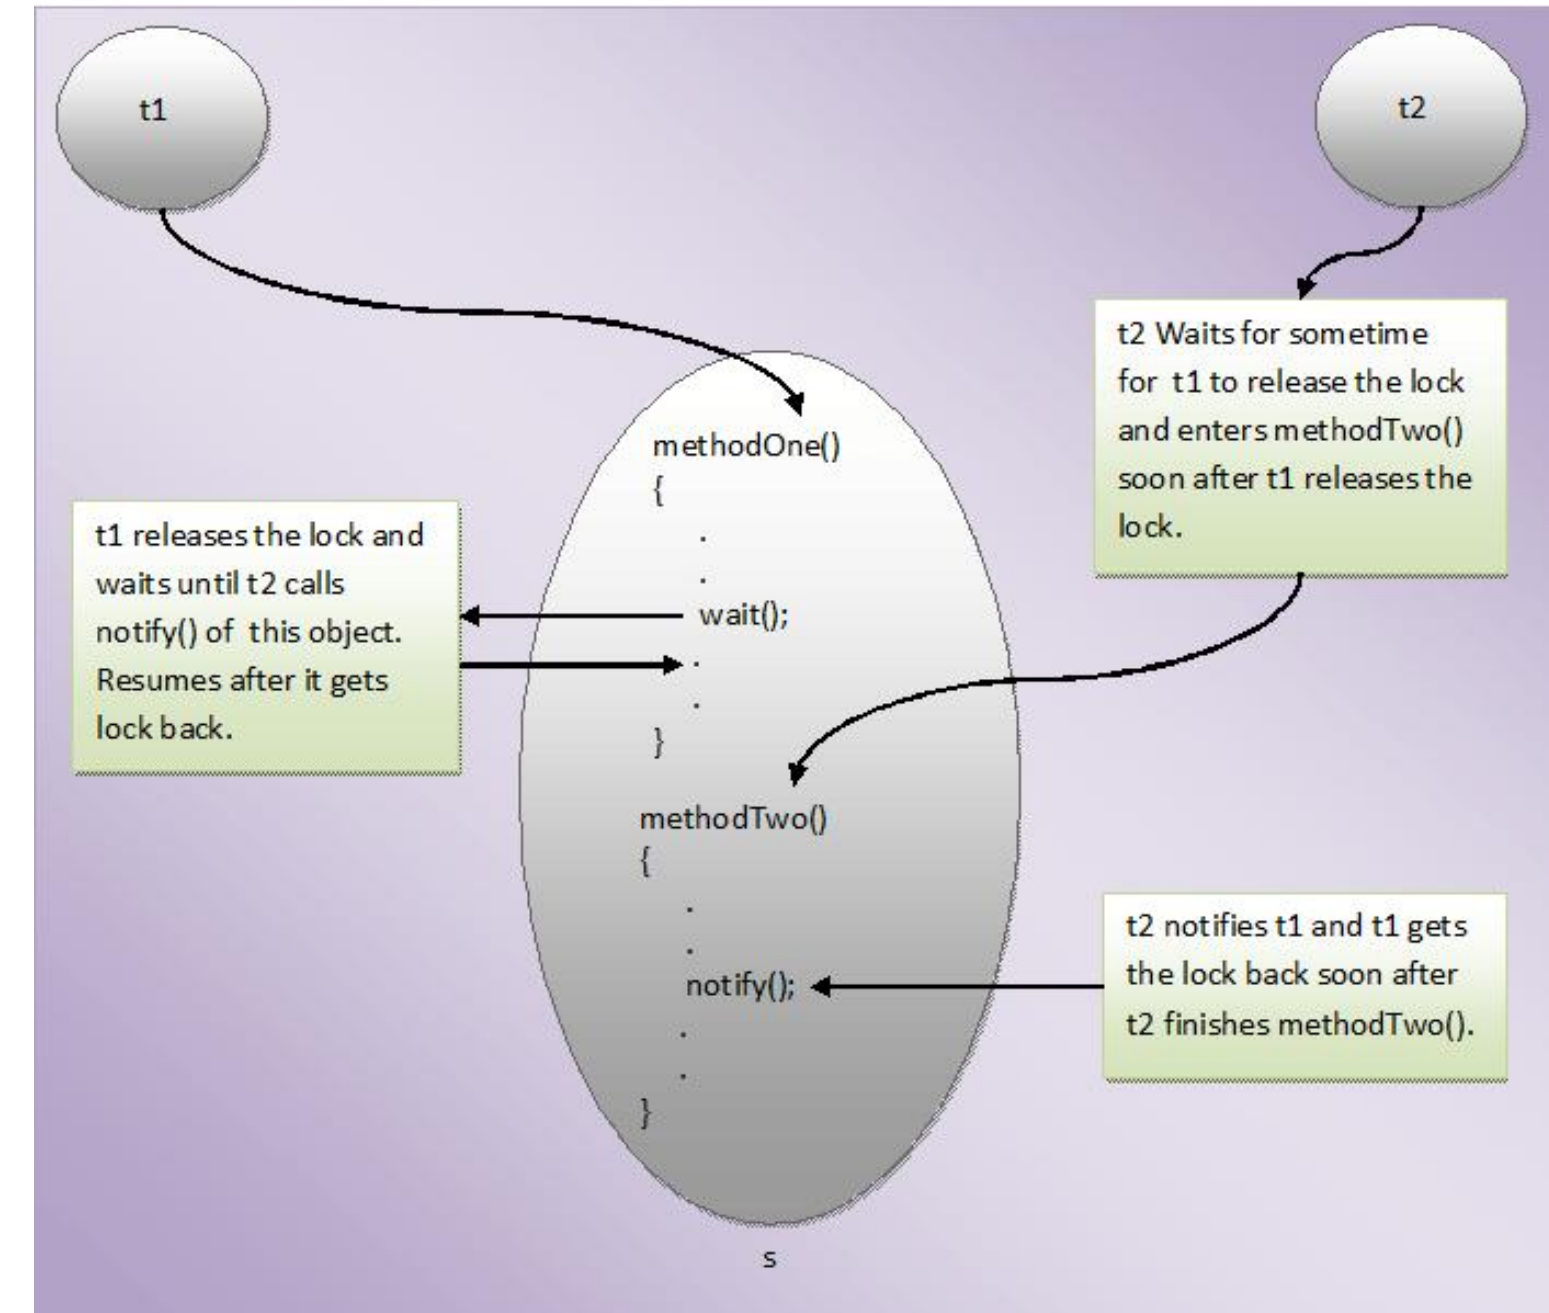 t1
t2
t2 Waits for sometime
for t1 to release the lock
and enters methodTwo()
soon after t1 releases the
lock.
methodOne()
{
.
.
wait();
.
.
}
t1 releases the lock and
waits until t2 calls
notify() of this object.
Resumes after it gets
lock back.
methodTwo()
{
.
.
notify();
.
.
}
t2 notifies t1 and t1 gets
the lock back soon after
t2 finishes methodTwo().
s